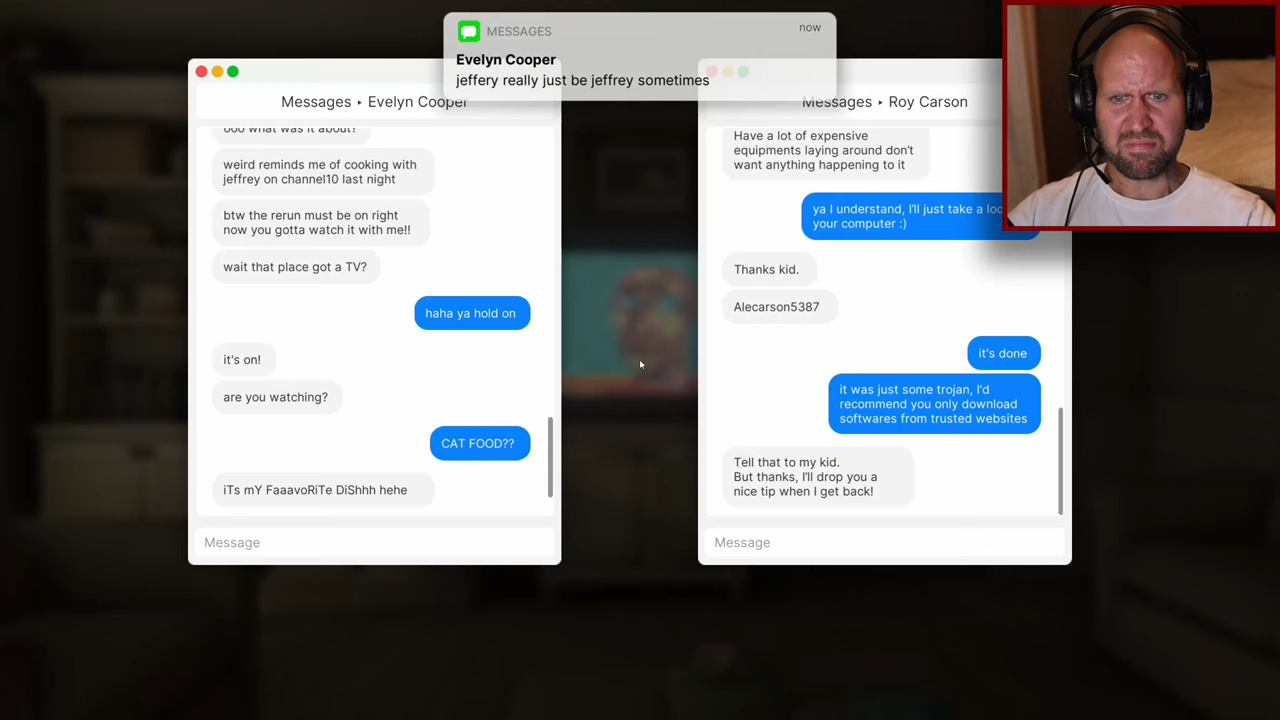 MESSAGES
now
Evelyn Cooper
jeffery really just be jeffrey sometimes
Messages ▸ Evelyn Cooper
ooo what was it about?
weird reminds me of cooking with
jeffrey on channel10 last night
btw the rerun must be on right
now you gotta watch it with me!!
wait that place got a TV?
haha ya hold on
it's on!
are you watching?
CAT FOOD??
iTs mY FaaavoRiTe DiShhh hehe
Message
Messages ▸ Roy Carson
Have a lot of expensive
equipments laying around don't
want anything happening to it
ya I understand, I'll just take a
your computer :)
Thanks kid.
Alecarson5387
it's done
it was just some trojan, I'd
recommend you only download
softwares from trusted websites
Tell that to my kid.
But thanks, I'll drop you a
nice tip when I get back!
Message